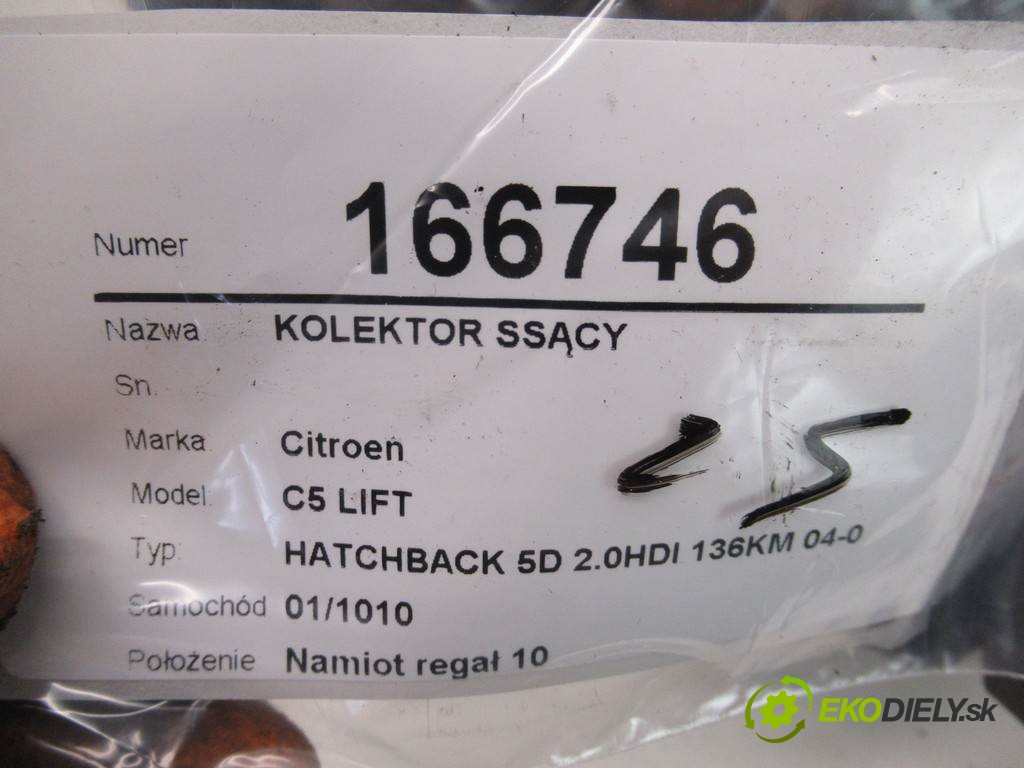 Numer 166746
Nazwa: KOLEKTOR SSĄCY
Sn.
Marka Citroen
C5
Model: C5 LIFT
Typ: HATCHBACK 5D 2.0HDI 136KM 04-0
Samochód 01/1010
Położenie Namiot regał 10
EKODIELY.sk